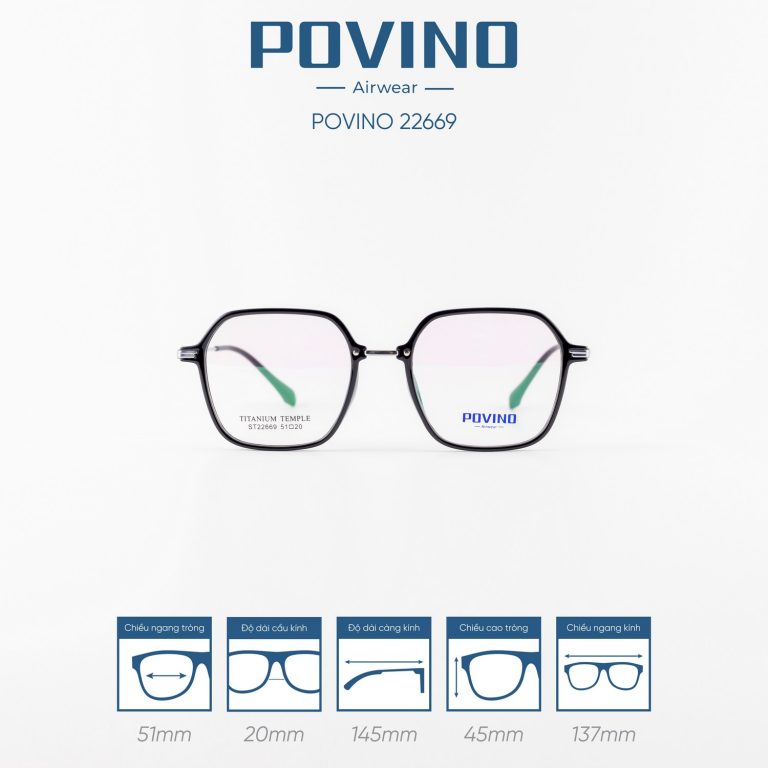 POVINO
Airwear
POVINO 22669
TITANIUM TEMPLE
ST22669 51□20
POVINO
Airwear
Chiều ngang tròng
Độ dài cầu kính
Độ dài càng kính
Chiều cao tròng
Chiều ngang kính
51mm
20mm
145mm
45mm
137mm